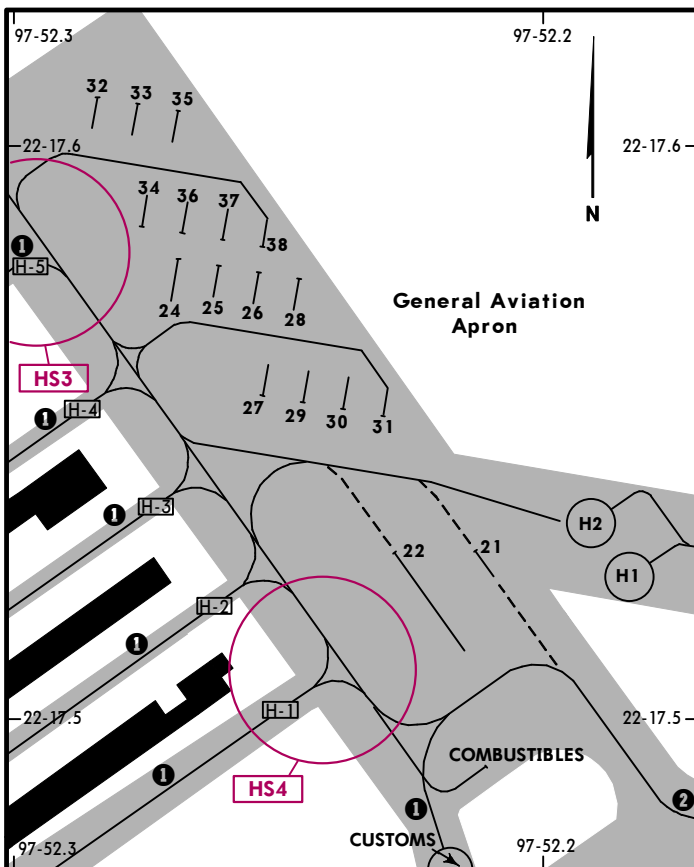 97-52.3
97-52.2
32
33
35
22-17.6
22-17.6
34
36
37
N
38
1
H-5
24
25
26
28
General Aviation
Apron
HS3
27
29
30
31
1
H-4
1
H-3
22
21
H2
H1
H-2
1
H-1
22-17.5
22-17.5
COMBUSTIBLES
1
HS4
1
2
CUSTOMS
97-52.3
97-52.2